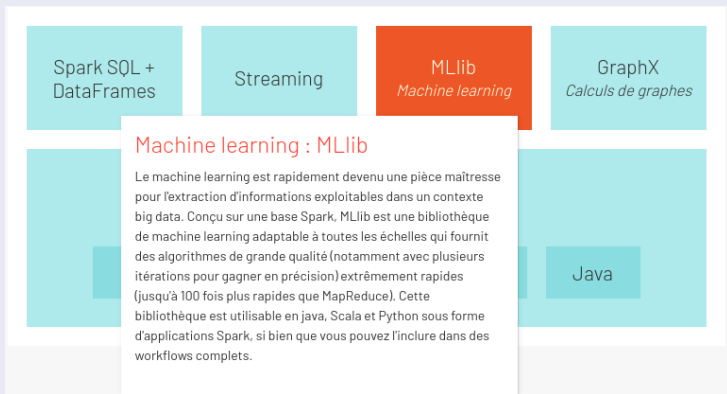 Spark SQL +
DataFrames
Streaming
MLlib
Machine learning
GraphX
Calculs de graphes
Machine learning : MLlib
Le machine learning est rapidement devenu une pièce maîtresse
pour l'extraction d'informations exploitables dans un contexte
big data. Conçu sur une base Spark, MLlib est une bibliothèque
de machine learning adaptable à toutes les échelles qui fournit
des algorithmes de grande qualité (notamment avec plusieurs
itérations pour gagner en précision) extrêmement rapides
(jusqu'à 100 fois plus rapides que MapReduce). Cette
bibliothèque est utilisable en java, Scala et Python sous forme
d'applications Spark, si bien que vous pouvez l'inclure dans des
workflows complets.
Java